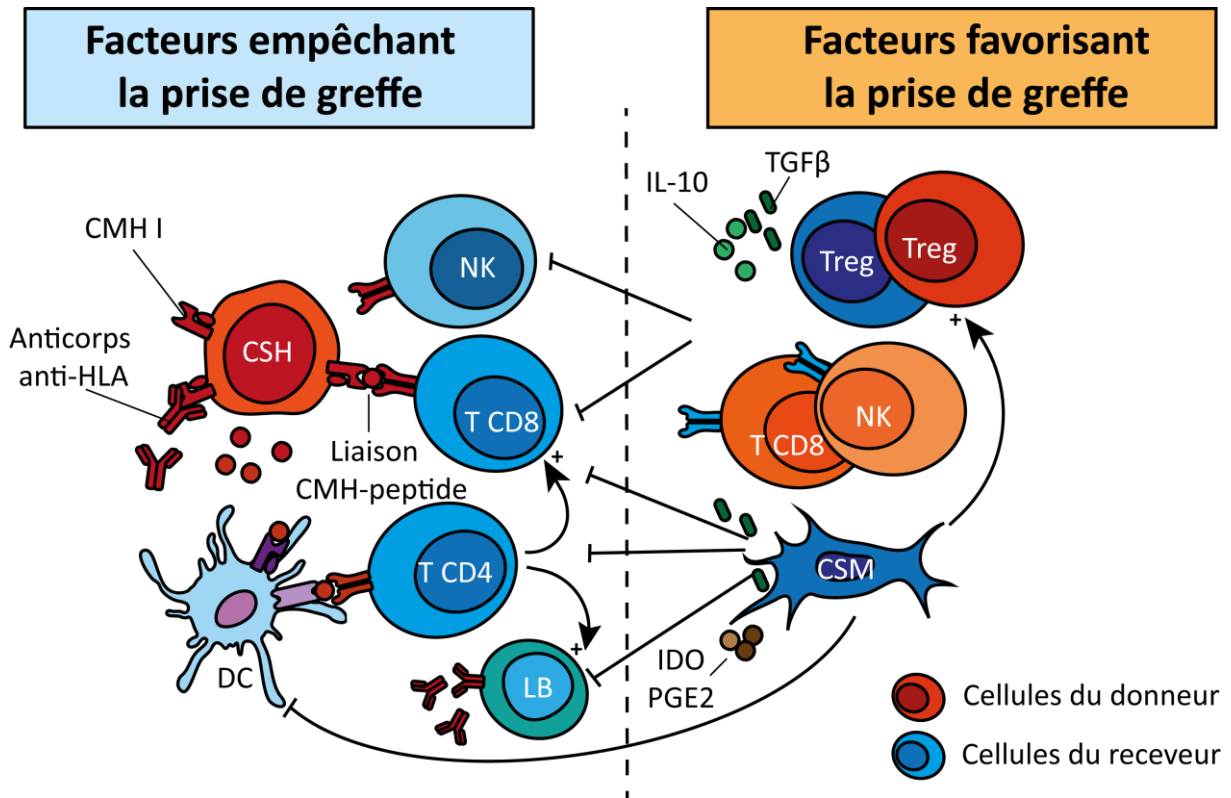 Facteurs empêchant
la prise de greffe
Facteurs favorisant
la prise de greffe
CMH I
NK
Anticorps
anti-HLA
CSH
T CD8
+
Liaison
CMH-peptide
T CD4
+
DC
LB
IL-10
TGFβ
Treg
Treg
+
T CD8
NK
CSM
IDO
PGE2
Cellules du donneur
Cellules du receveur